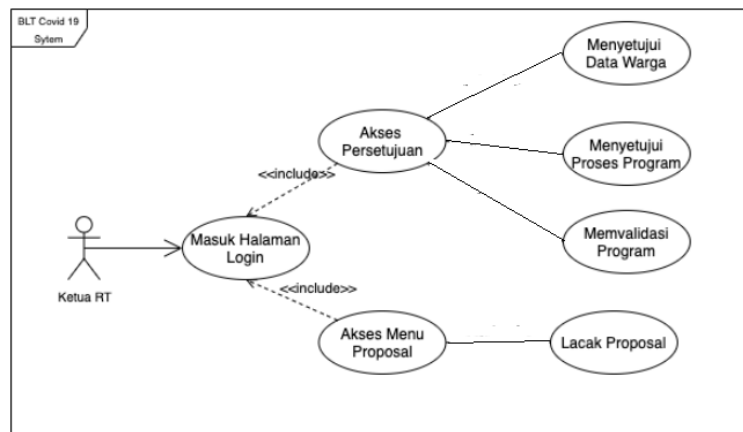 BLT Covid 19
Sytem
Menyetujui
Data Warga
Akses
Persetujuan
Menyetujui
Proses Program
<<include>>
Masuk Halaman
Login
Memvalidasi
Program
Ketua RT
<<include>>
Akses Menu
Proposal
Lacak Proposal